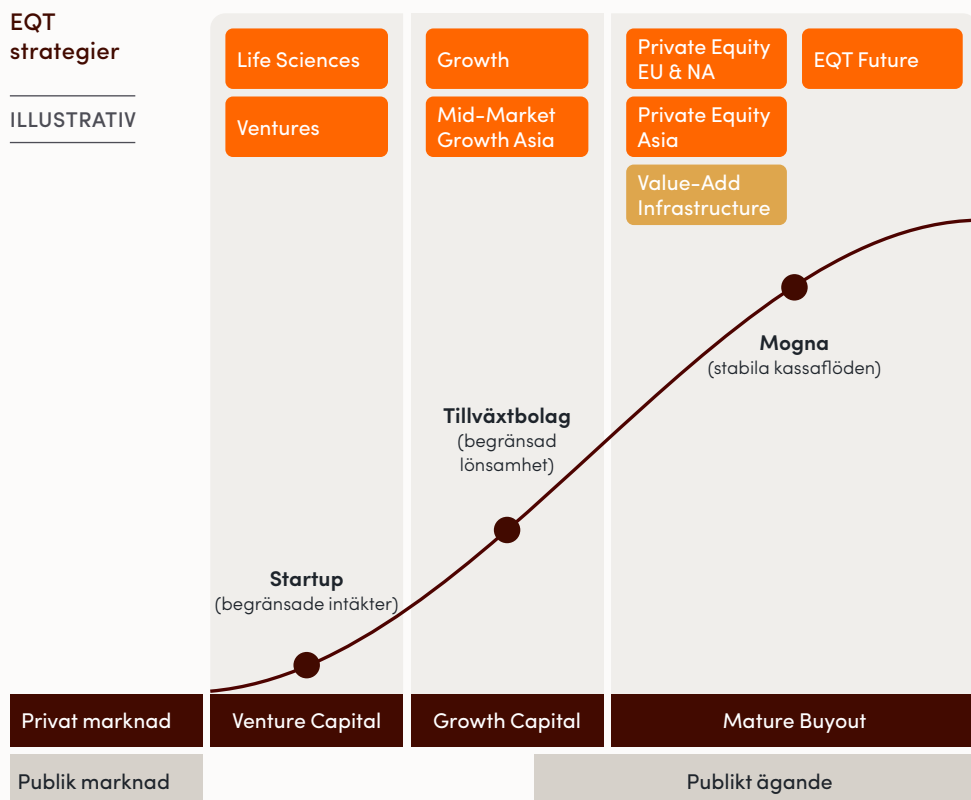 EQT
strategier
ILLUSTRATIV
Life Sciences
Ventures
Growth
Mid-Market
Growth Asia
Private Equity
EU & NA
EQT Future
Private Equity
Asia
Value-Add
Infrastructure
Mogna
(stabila kassaflöden)
Tillväxtbolag
(begränsad
lönsamhet)
Startup
(begränsade intäkter)
Privat marknad
Venture Capital
Growth Capital
Mature Buyout
Publik marknad
Publikt ägande